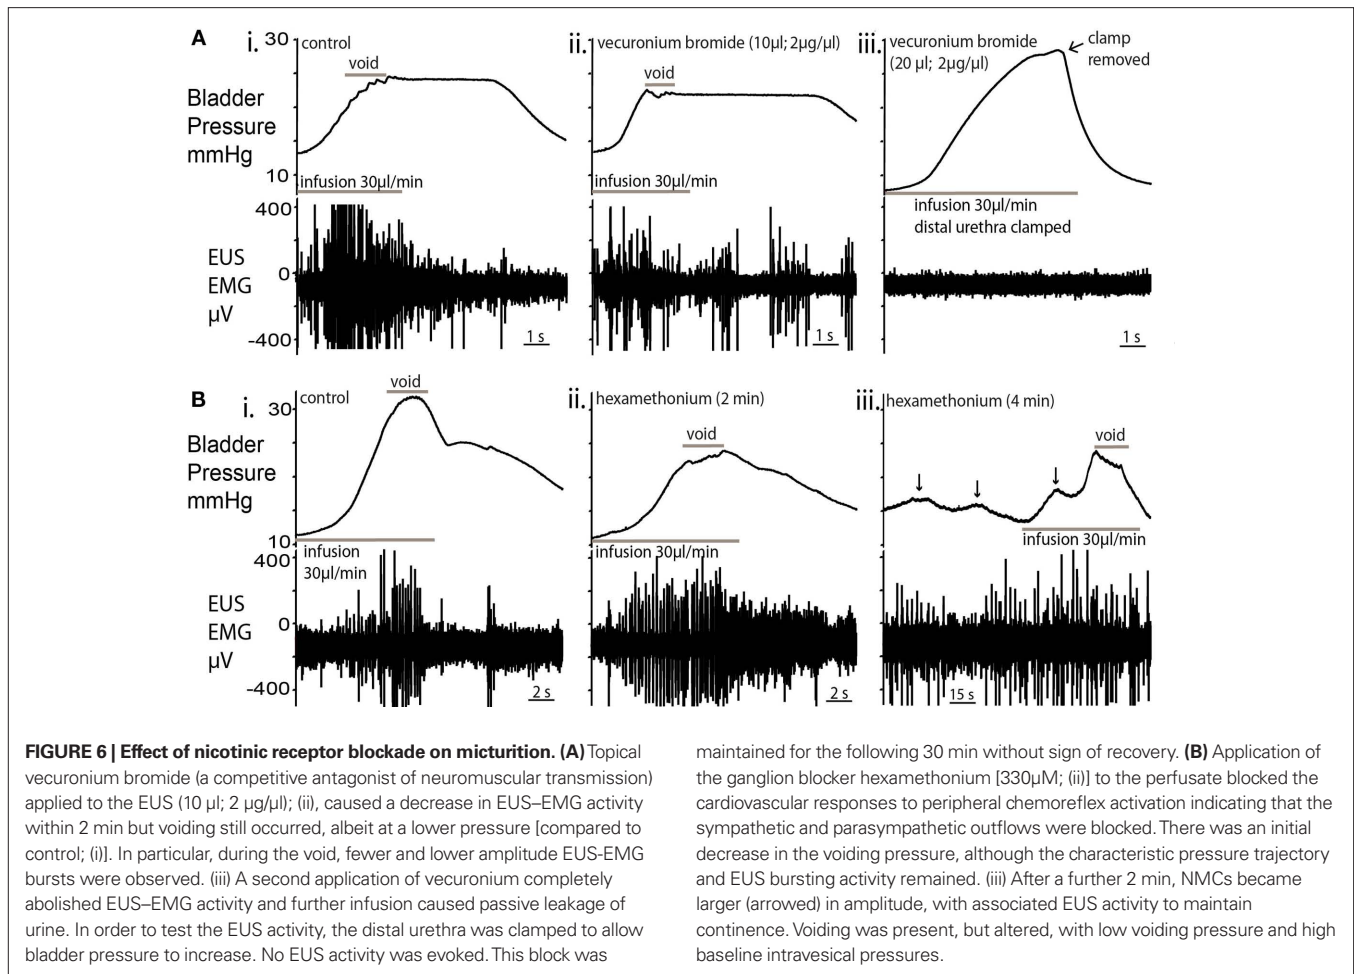 A
i.
30
control
void
Bladder
Pressure
mmHg
10
infusion 30µl/min
400
EUS
0
EMG
µV
-400
1 s
ii.
vecuronium bromide (10µl; 2µg/µl)
void
infusion 30µl/min
1 s
iii.
vecuronium bromide
(20 µl; 2µg/µl)
clamp
removed
infusion 30µl/min
distal urethra clamped
1 s
B
i.
30
control
void
Bladder
Pressure
mmHg
10
infusion
30µl/min
400
EUS
0
EMG
µV
-400
2 s
ii.
hexamethonium (2 min)
void
infusion 30µl/min
2 s
iii.
hexamethonium (4 min)
void
infusion 30µl/min
15 s
FIGURE 6 | Effect of nicotinic receptor blockade on micturition. (A) Topical
vecuronium bromide (a competitive antagonist of neuromuscular transmission)
applied to the EUS (10 µl; 2 µg/µl); (ii), caused a decrease in EUS–EMG activity
within 2 min but voiding still occurred, albeit at a lower pressure [compared to
control; (i)]. In particular, during the void, fewer and lower amplitude EUS-EMG
bursts were observed. (iii) A second application of vecuronium completely
abolished EUS–EMG activity and further infusion caused passive leakage of
urine. In order to test the EUS activity, the distal urethra was clamped to allow
bladder pressure to increase. No EUS activity was evoked. This block was
maintained for the following 30 min without sign of recovery. (B) Application of
the ganglion blocker hexamethonium [330µM; (ii)] to the perfusate blocked the
cardiovascular responses to peripheral chemoreflex activation indicating that the
sympathetic and parasympathetic outflows were blocked. There was an initial
decrease in the voiding pressure, although the characteristic pressure trajectory
and EUS bursting activity remained. (iii) After a further 2 min, NMCs became
larger (arrowed) in amplitude, with associated EUS activity to maintain
continence. Voiding was present, but altered, with low voiding pressure and high
baseline intravesical pressures.